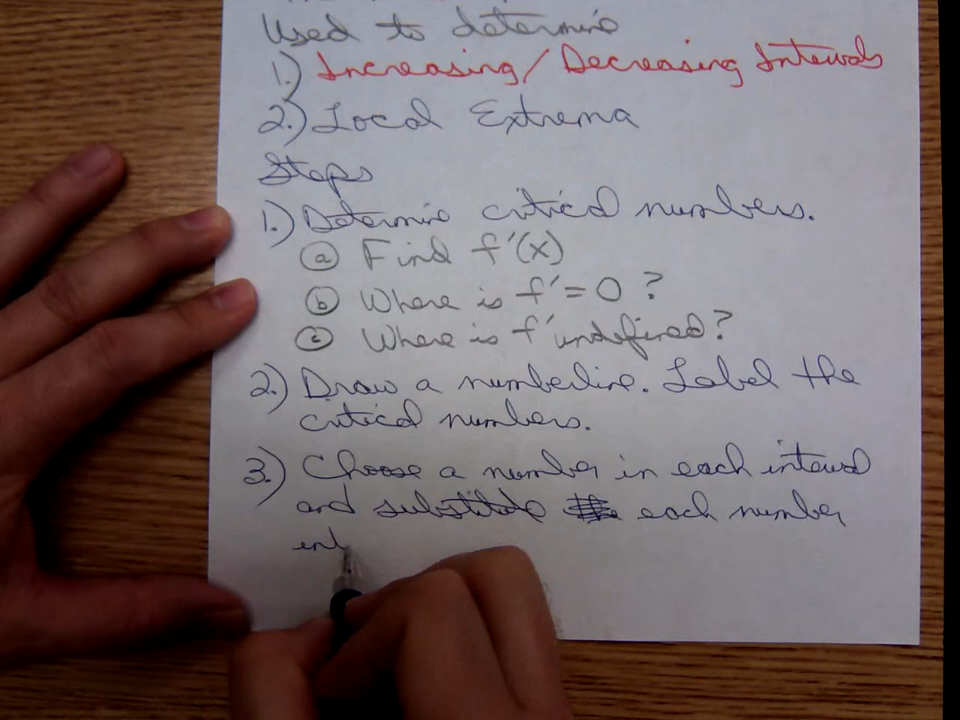 Used to determine
1.) Increasing/Decreasing Intervals
2.) Local Extrema
Steps
1.) Determine critical numbers.
(a) Find f'(x)
(b) Where is f'=0 ?
(c) Where is f' undefined?
2.) Draw a numberline. Label the
critical numbers.
3.) Choose a number in each interval
and substitute each number
int